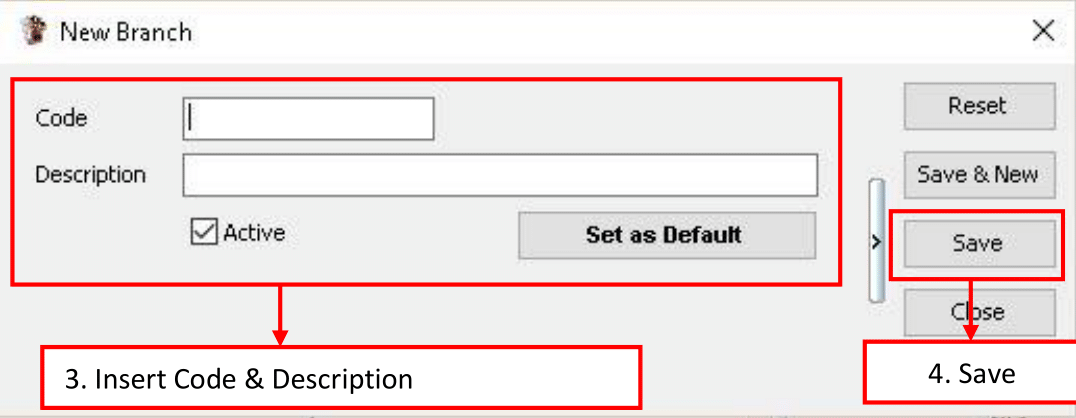 New Branch
Code
Reset
Description
Save & New
Active
Set as Default
>
Save
Close
3. Insert Code & Description
4. Save